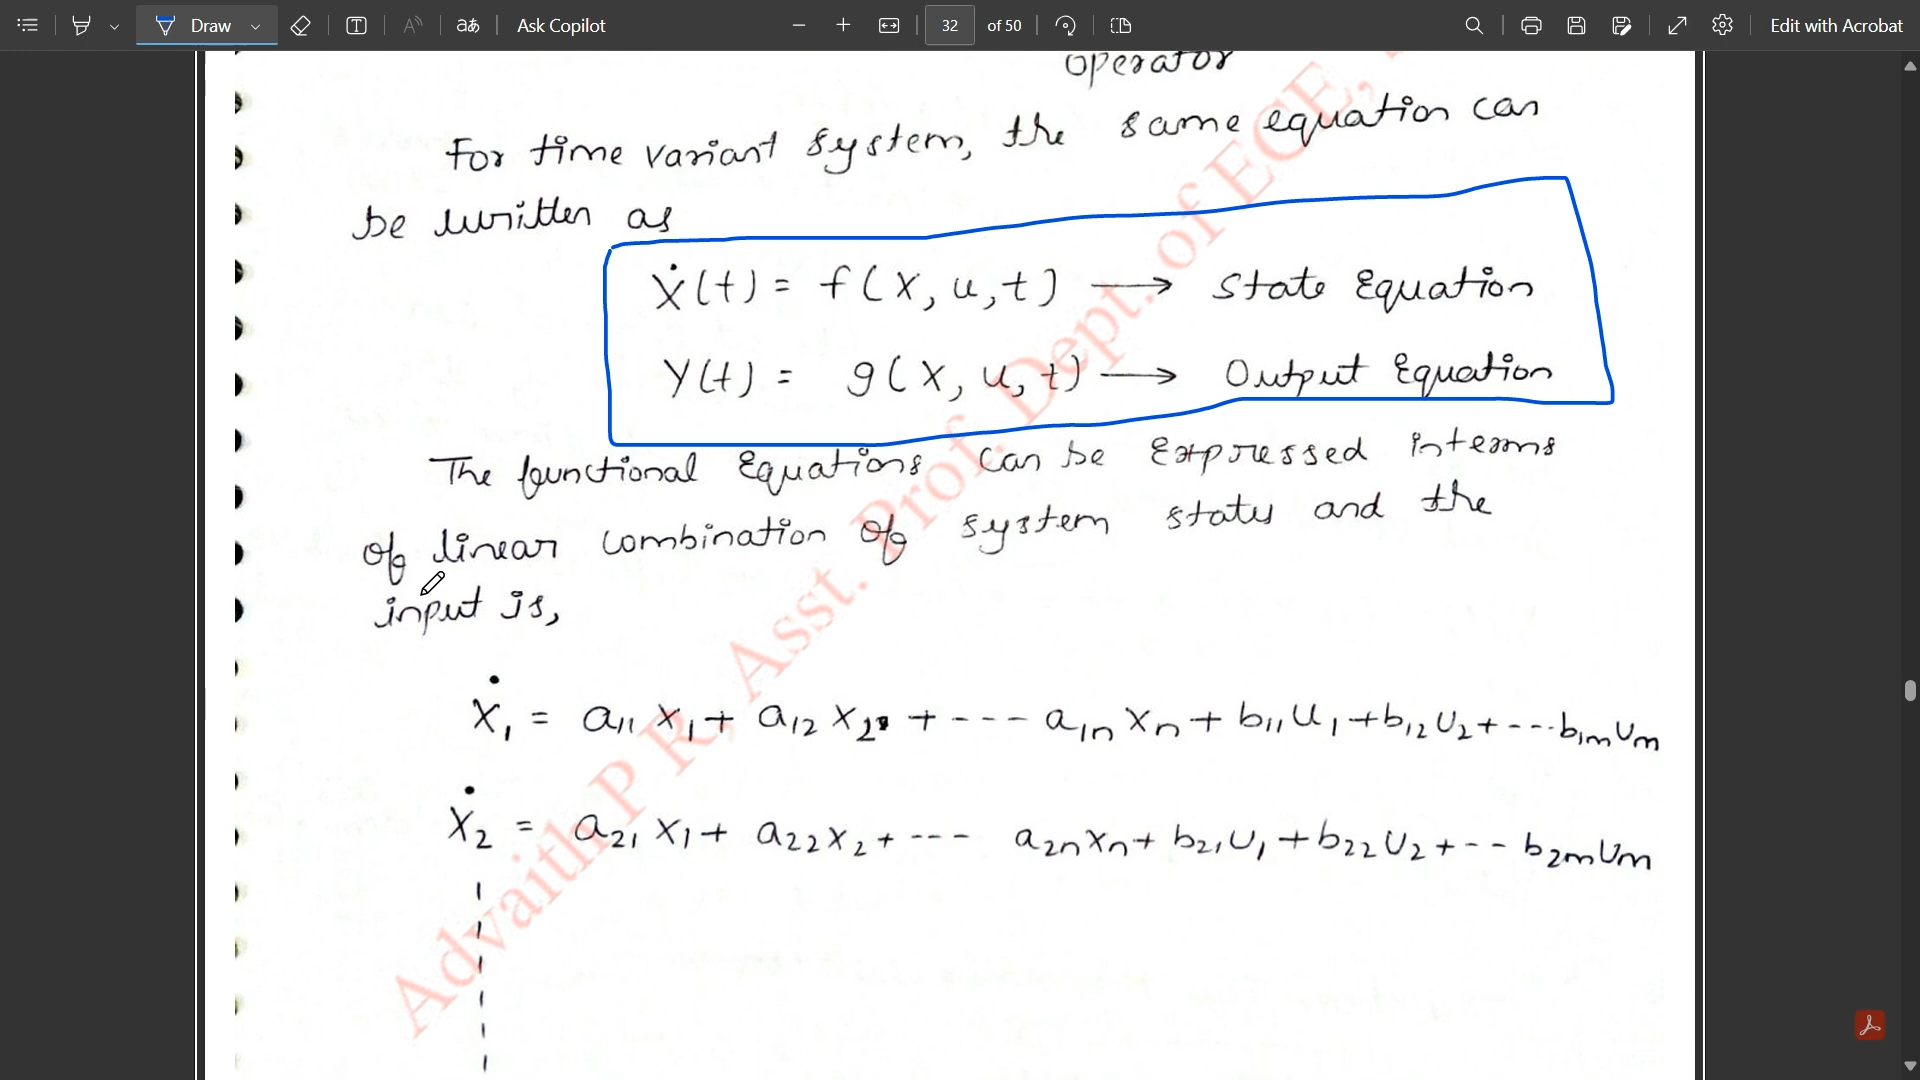 Draw
Ask Copilot
32 of 50
Edit with Acrobat
operator
For time variant system, the same equation can
be written as
Ẋ(t) = f(X, u, t) → State Equation
Y(t) = g(X, u, t) → Output Equation
The functional Equations can be Expressed interms
of linear combination of system states and the
input is,
Ẋ₁ = a₁₁ X₁ + a₁₂ X₂ + --- a₁ₙ Xₙ + b₁₁ U₁ + b₁₂ U₂ + ---- b₁ₘ Uₘ
Ẋ₂ = a₂₁ X₁ + a₂₂ X₂ + --- a₂ₙ Xₙ + b₂₁ U₁ + b₂₂ U₂ + -- b₂ₘ Uₘ
Advaith P R, Asst. Prof. Dept. of ECE,